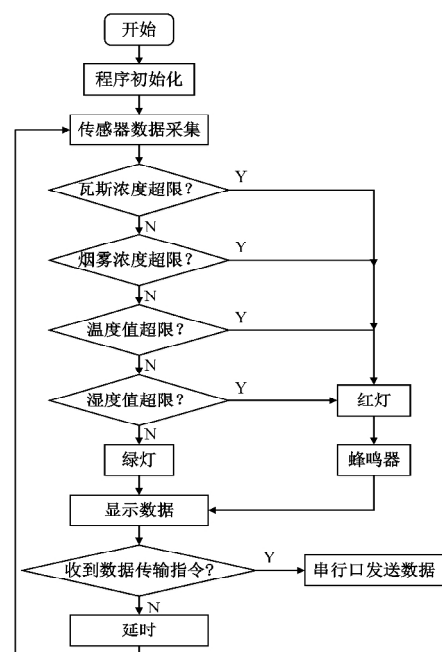 开始
程序初始化
传感器数据采集
瓦斯浓度超限?
Y
N
烟雾浓度超限?
Y
N
温度值超限?
Y
N
湿度值超限?
Y
红灯
N
绿灯
蜂鸣器
显示数据
收到数据传输指令?
Y
串行口发送数据
N
延时